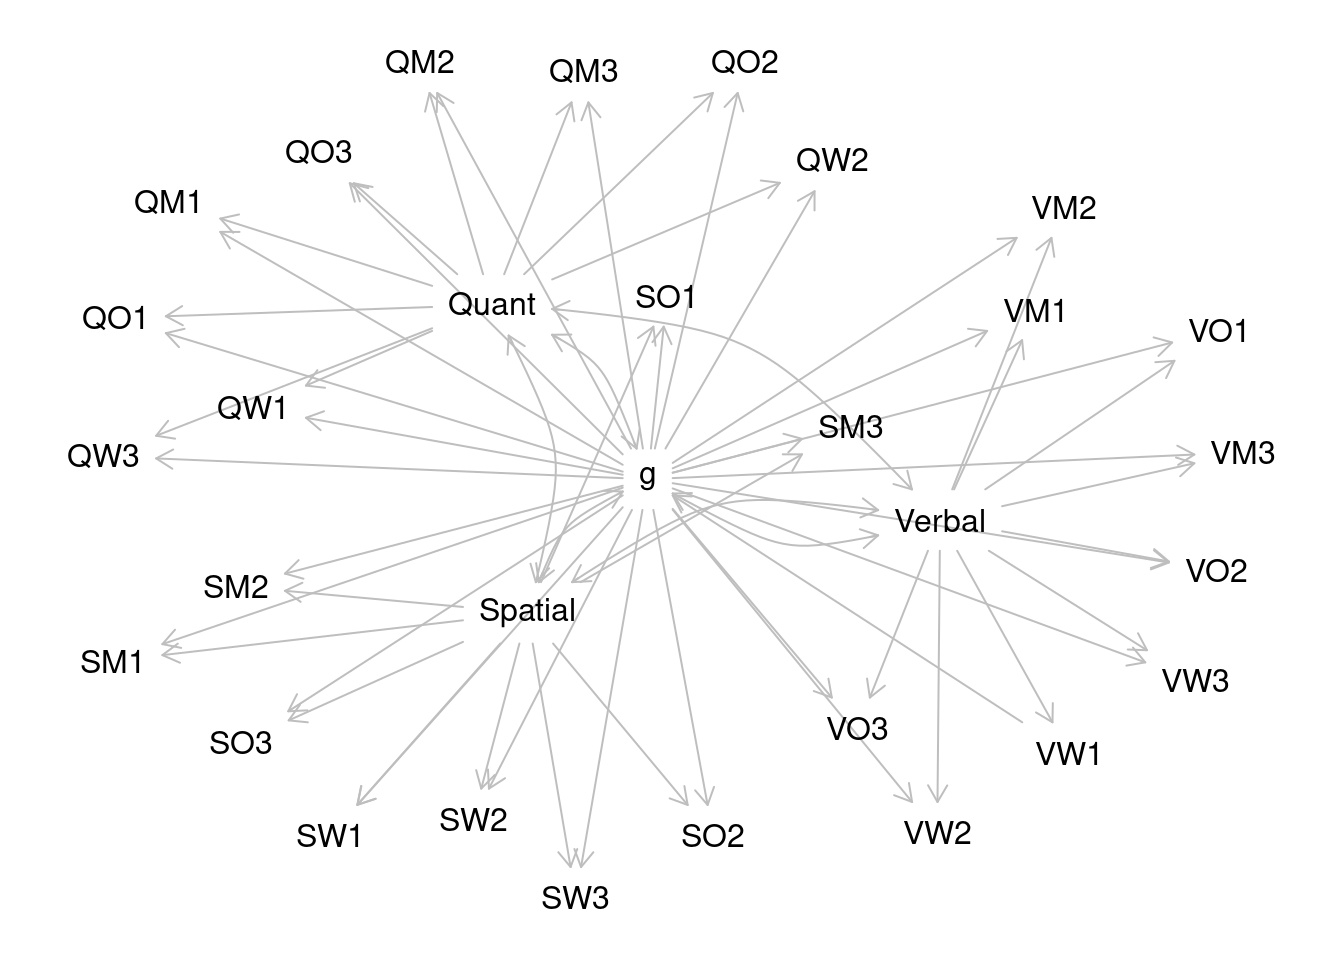 QM2
QM3
QO2
QO3
QW2
QM1
VM2
Quant
SO1
VM1
QO1
VO1
QW1
SM3
QW3
g
VM3
Verbal
SM2
Spatial
VO2
SM1
VW3
SO3
VO3
VW1
SW1
SW2
SO2
VW2
SW3